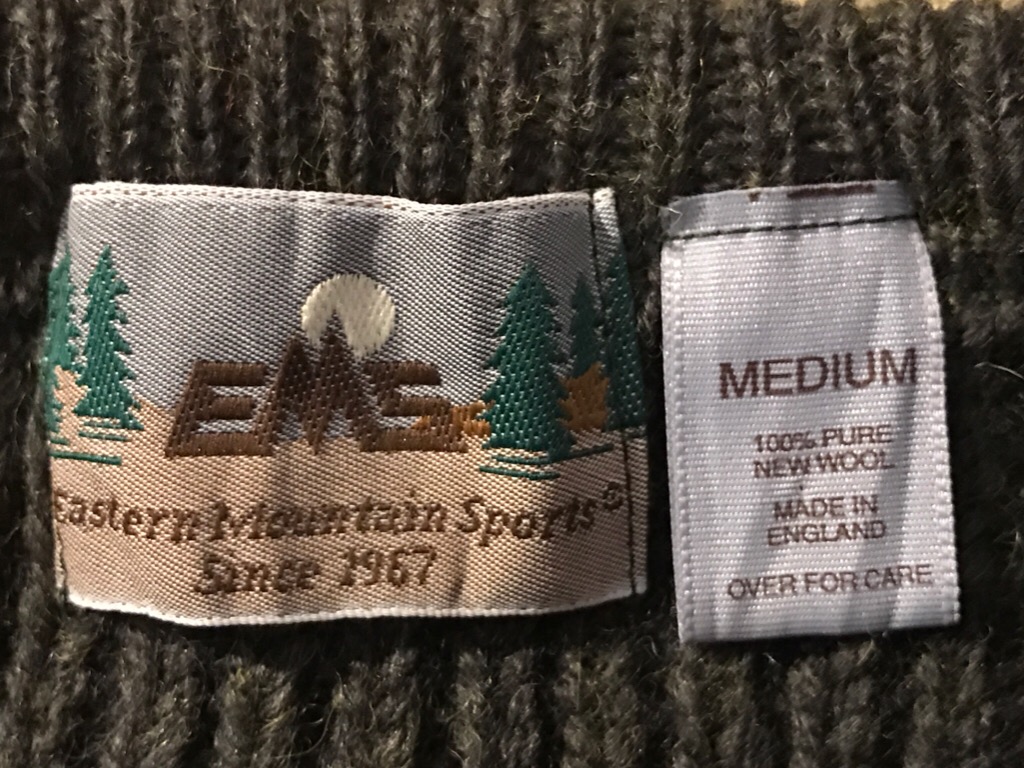 EMS
Eastern Mountain Sports®
Since 1967
MEDIUM
100% PURE
NEW WOOL
MADE IN
ENGLAND
OVER FOR CARE